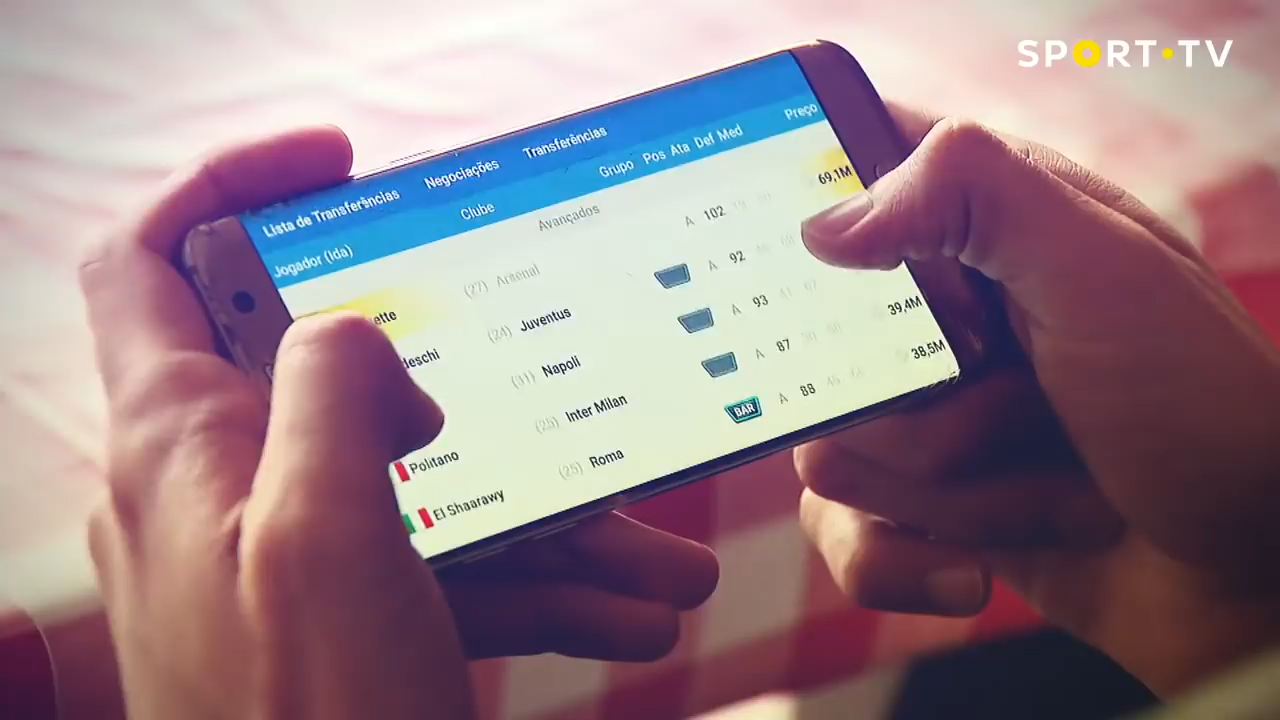 SPORT·TV
Lista de Transferências Negociações Transferências
Jogador (Ida) Clube Grupo Pos Ata Def Med Preço
Avançados
ette (27) Arsenal A 102 69,1M
deschi (24) Juventus A 92
(31) Napoli A 93
Politano (25) Inter Milan A 87 39,4M
El Shaarawy (25) Roma BAR A 88 38,5M